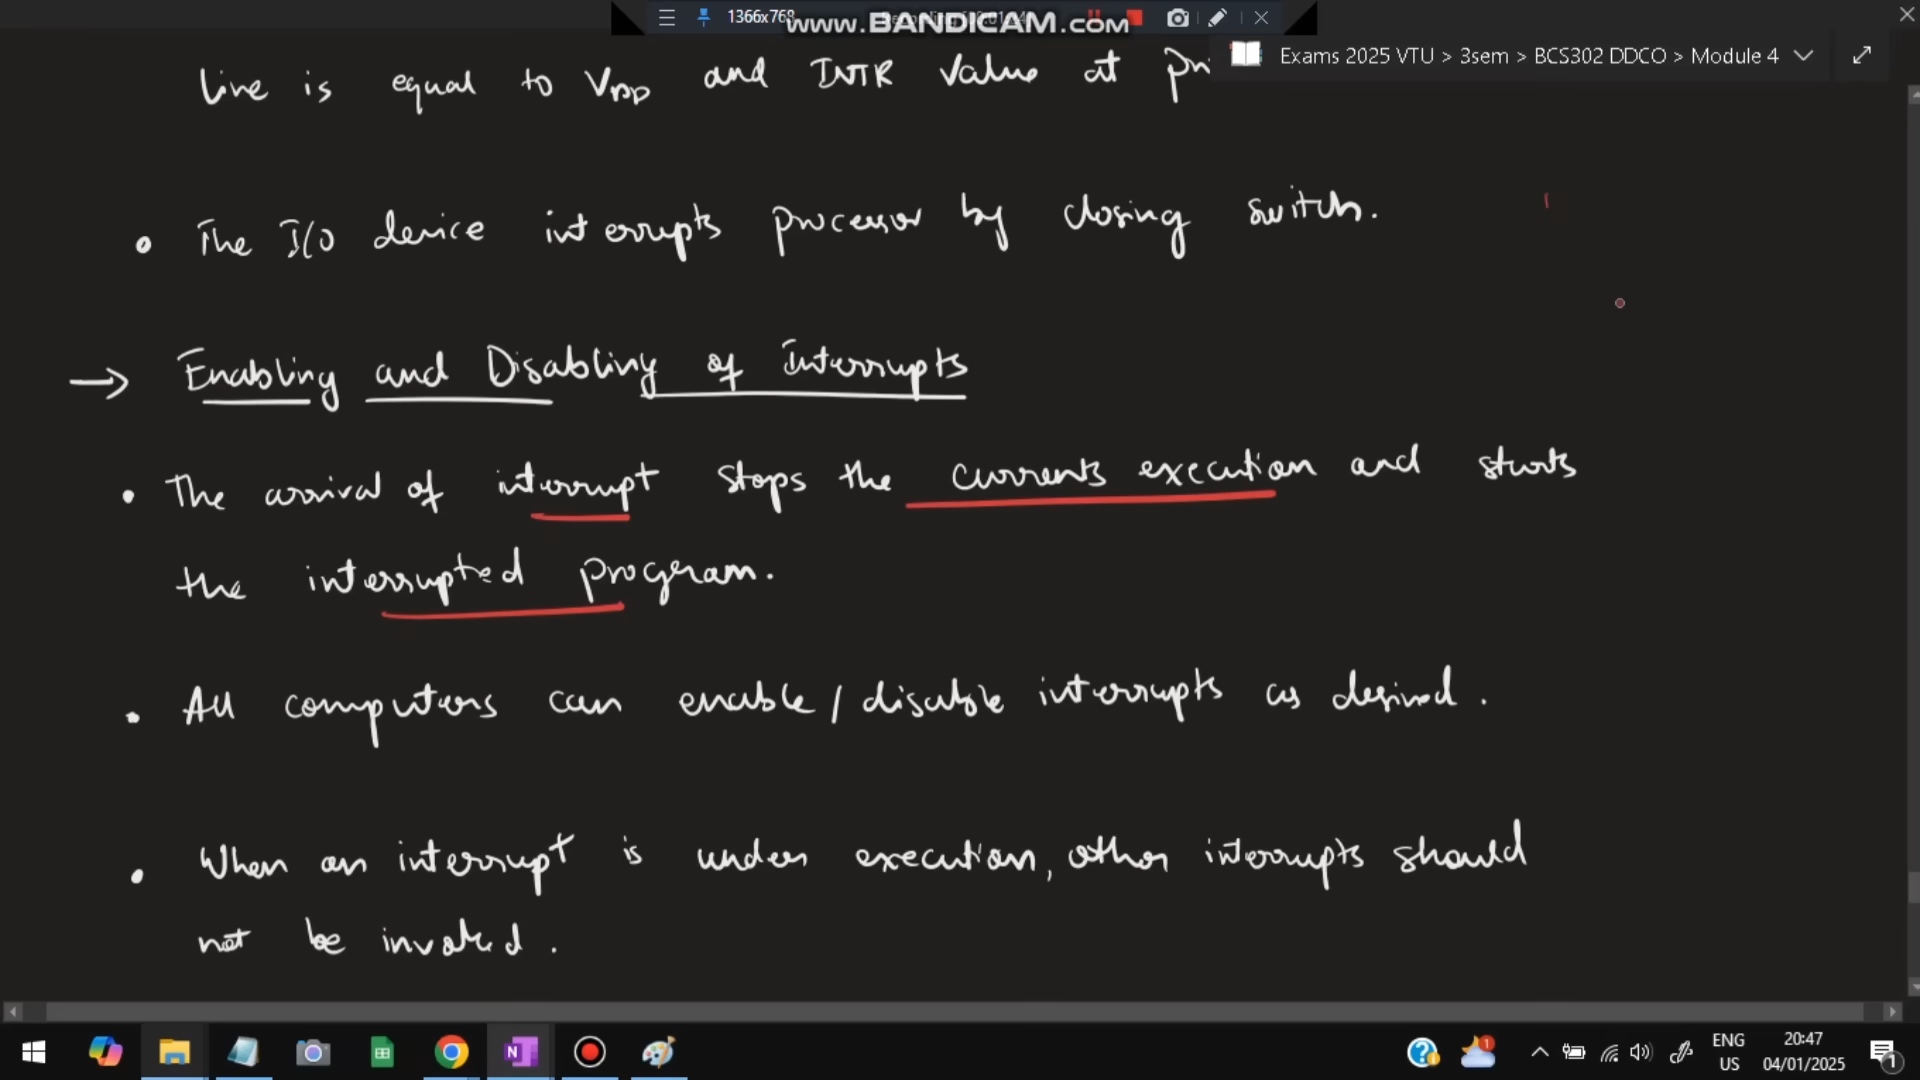 1366x768
www.BANDICAM.com
Exams 2025 VTU > 3sem > BCS302 DDCO > Module 4
Line is equal to VDD and INTR Value at
• The I/O device interrupts processor by closing switch.
→ Enabling and Disabling of Interrupts
• The arrival of interrupt stops the currents execution and starts
the interrupted program.
• All computers can enable / disable interrupts as desired.
• When an interrupt is under execution, other interrupts should
not be invoked.
ENG
US
20:47
04/01/2025